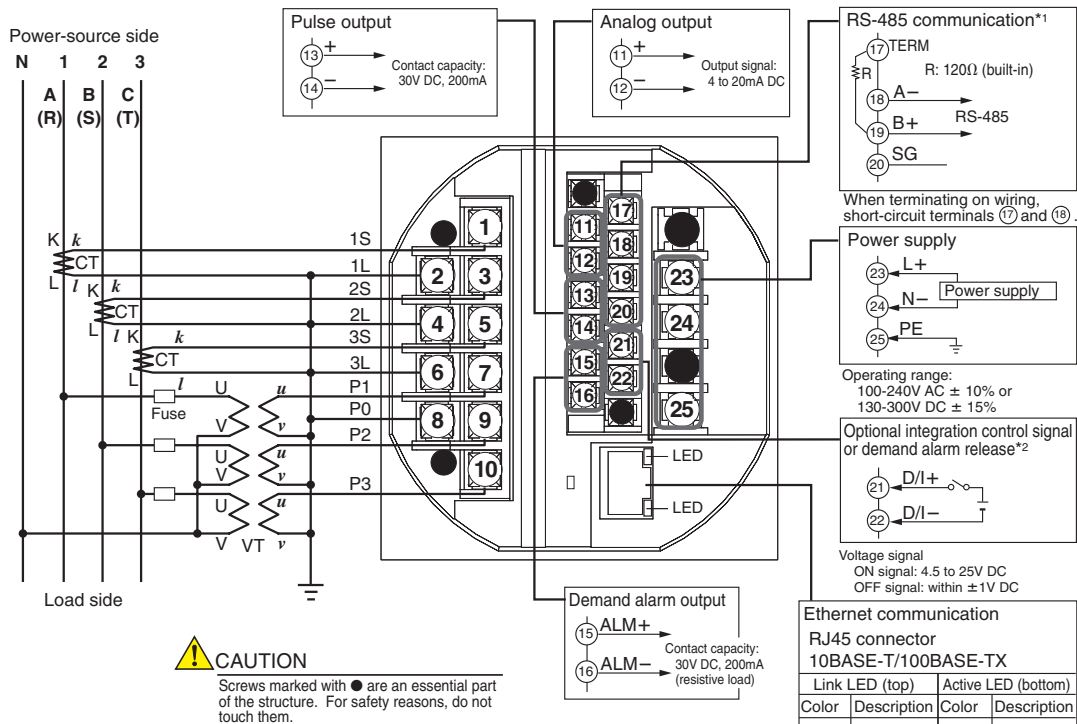 Power-source side
N 1 2 3
A B C
(R) (S) (T)
K k
CT
L l
K k
CT
L l
K k
CT
L
l
Fuse
U u
V v
U u
V v
U u
V VT v
Load side
1S
1L
2S
2L
3S
3L
P1
P0
P2
P3
Pulse output
13 +
14 −
Contact capacity:
30V DC, 200mA
Analog output
11 +
12 −
Output signal:
4 to 20mA DC
RS-485 communication*1
17 TERM
R
R: 120Ω (built-in)
18 A−
19 B+
RS-485
20 SG
When terminating on wiring,
short-circuit terminals ⑰ and ⑱ .
Power supply
23 L+
24 N−
Power supply
25 PE
Operating range:
100-240V AC ± 10% or
130-300V DC ± 15%
Optional integration control signal
or demand alarm release*2
21 D/I+
22 D/I−
Voltage signal
ON signal: 4.5 to 25V DC
OFF signal: within ±1V DC
Ethernet communication
RJ45 connector
10BASE-T/100BASE-TX
Link LED (top) Active LED (bottom)
Color Description Color Description
1
2 3
4 5
6 7
8 9
10
11
12
13
14
15
16
17
18
19
20
21
22
23
24
25
LED
LED
Demand alarm output
15 ALM+
16 ALM−
Contact capacity:
30V DC, 200mA
(resistive load)
! CAUTION
Screws marked with ● are an essential part
of the structure. For safety reasons, do not
touch them.